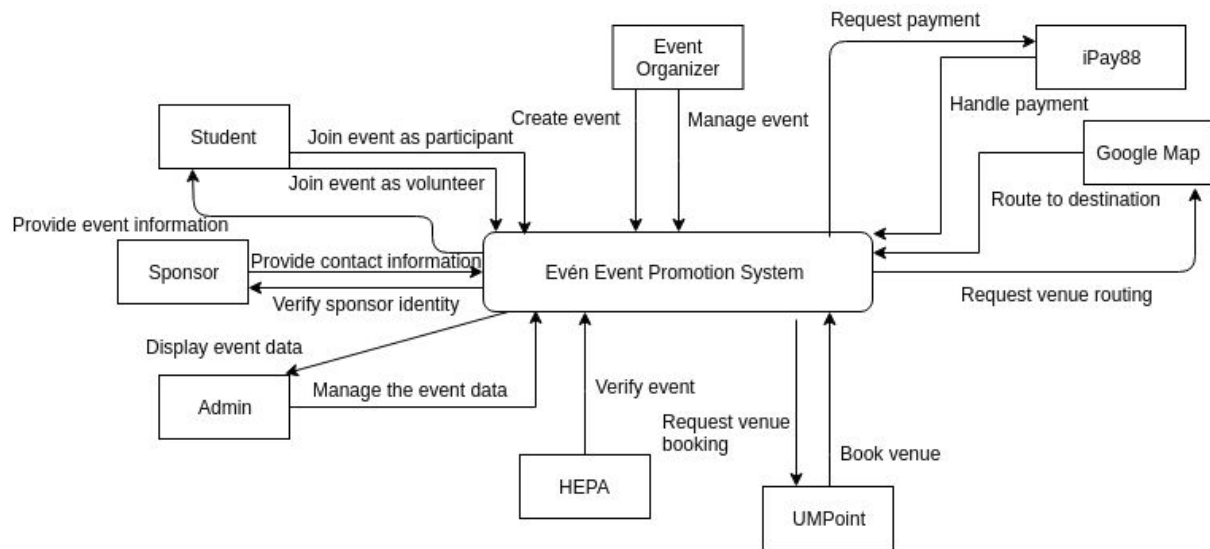 Request payment
Event
Organizer
iPay88
Create event
Manage event
Handle payment
Student
Join event as participant
Google Map
Join event as volunteer
Route to destination
Provide event information
Sponsor
Provide contact information
Evén Event Promotion System
Verify sponsor identity
Request venue routing
Display event data
Admin
Manage the event data
Verify event
Request venue
booking
Book venue
HEPA
UMPoint